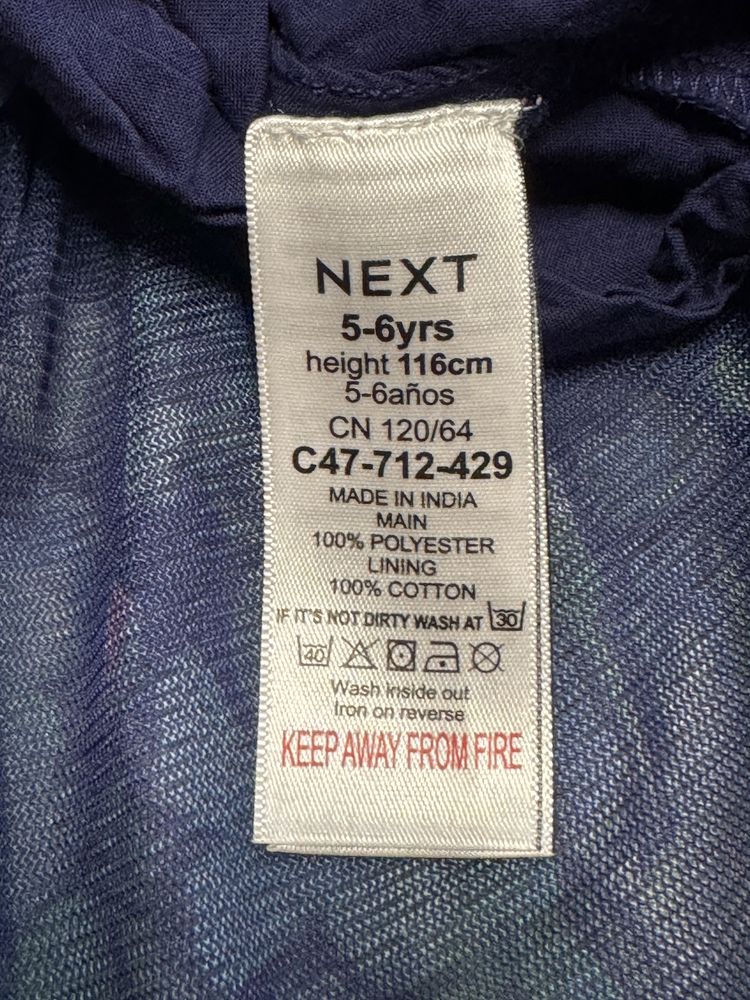 NEXT
5-6yrs
height 116cm
5-6años
CN 120/64
C47-712-429
MADE IN INDIA
MAIN
100% POLYESTER
LINING
100% COTTON
IF IT'S NOT DIRTY WASH AT 30
40
Wash inside out
Iron on reverse
KEEP AWAY FROM FIRE